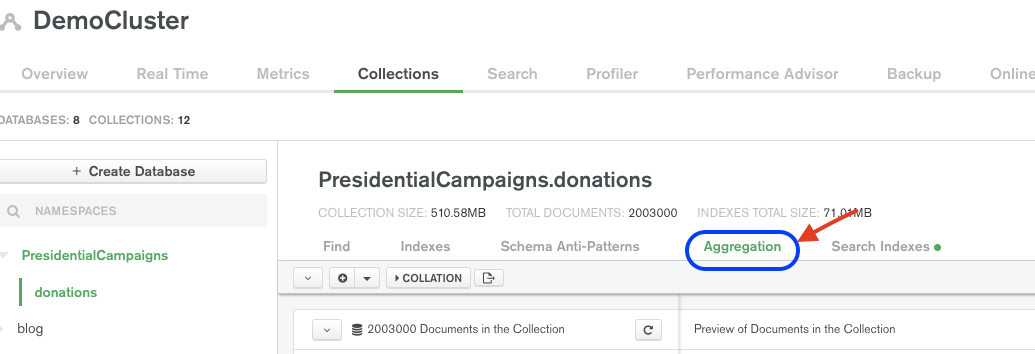 DemoCluster
Overview Real Time Metrics Collections Search Profiler Performance Advisor Backup Online
DATABASES: 8 COLLECTIONS: 12
+ Create Database
NAMESPACES
PresidentialCampaigns
donations
blog
PresidentialCampaigns.donations
COLLECTION SIZE: 510.58MB TOTAL DOCUMENTS: 2003000 INDEXES TOTAL SIZE: 71.01MB
Find Indexes Schema Anti-Patterns Aggregation Search Indexes
COLLATION
2003000 Documents in the Collection
Preview of Documents in the Collection